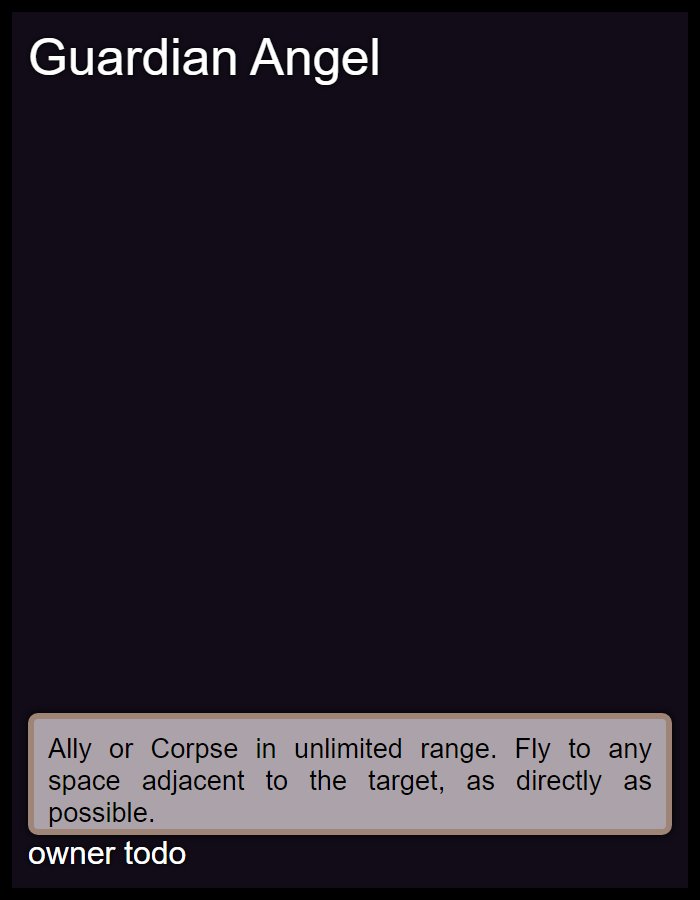 Guardian Angel
Ally or Corpse in unlimited range. Fly to any
space adjacent to the target, as directly as
possible.
owner todo